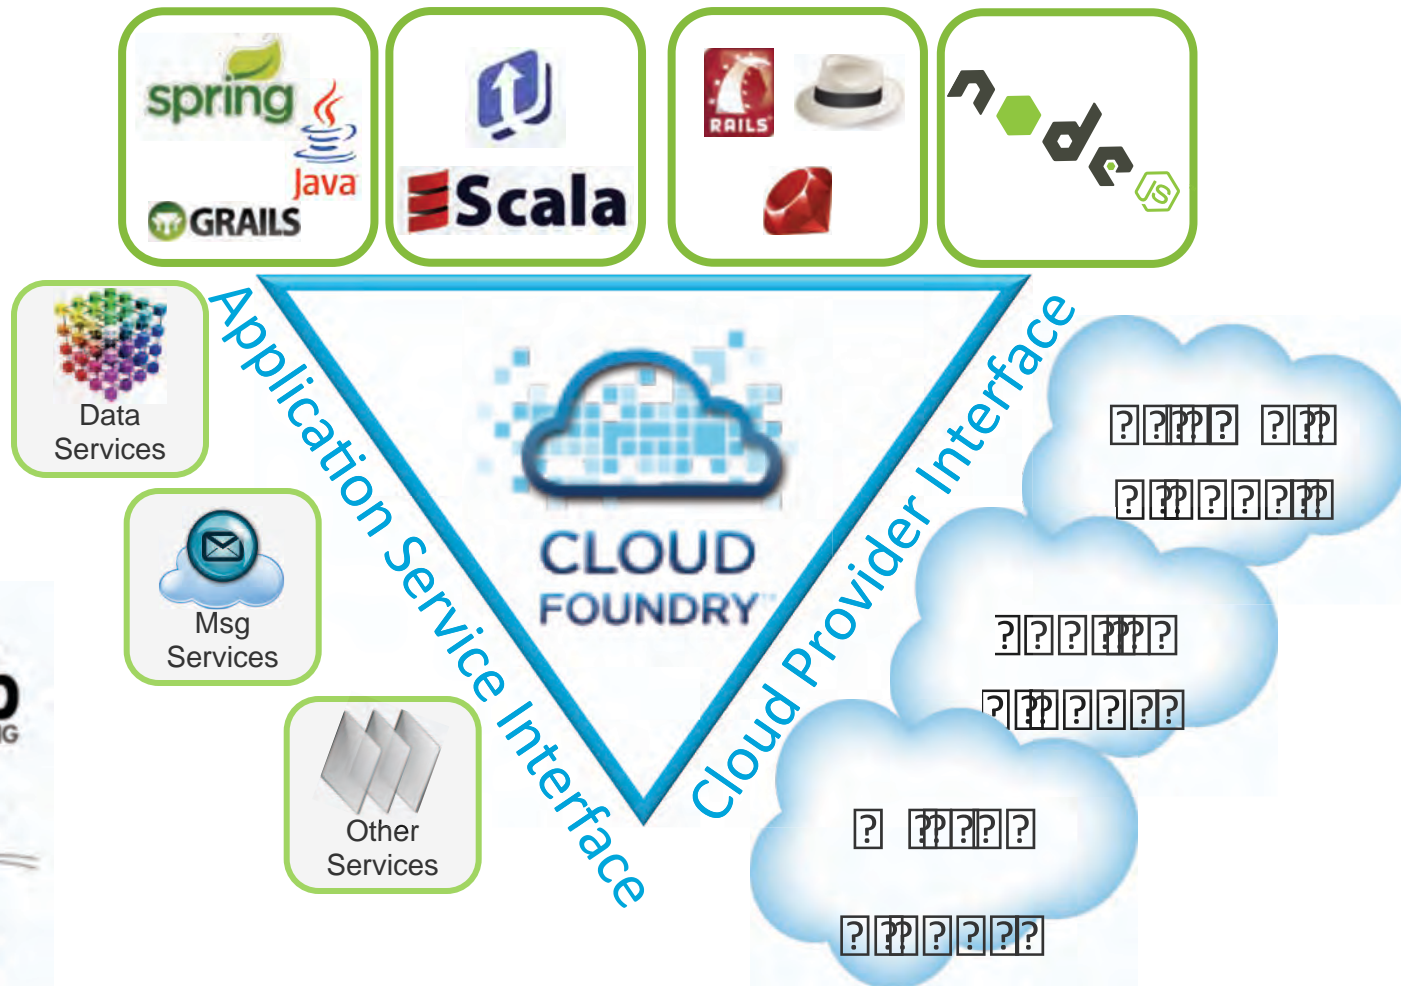 spring
Java
GRAILS
Scala
RAILS
node
JS
Data
Services
Msg
Services
Other
Services
Application Service Interface
CLOUD
FOUNDRY™
Cloud Provider Interface